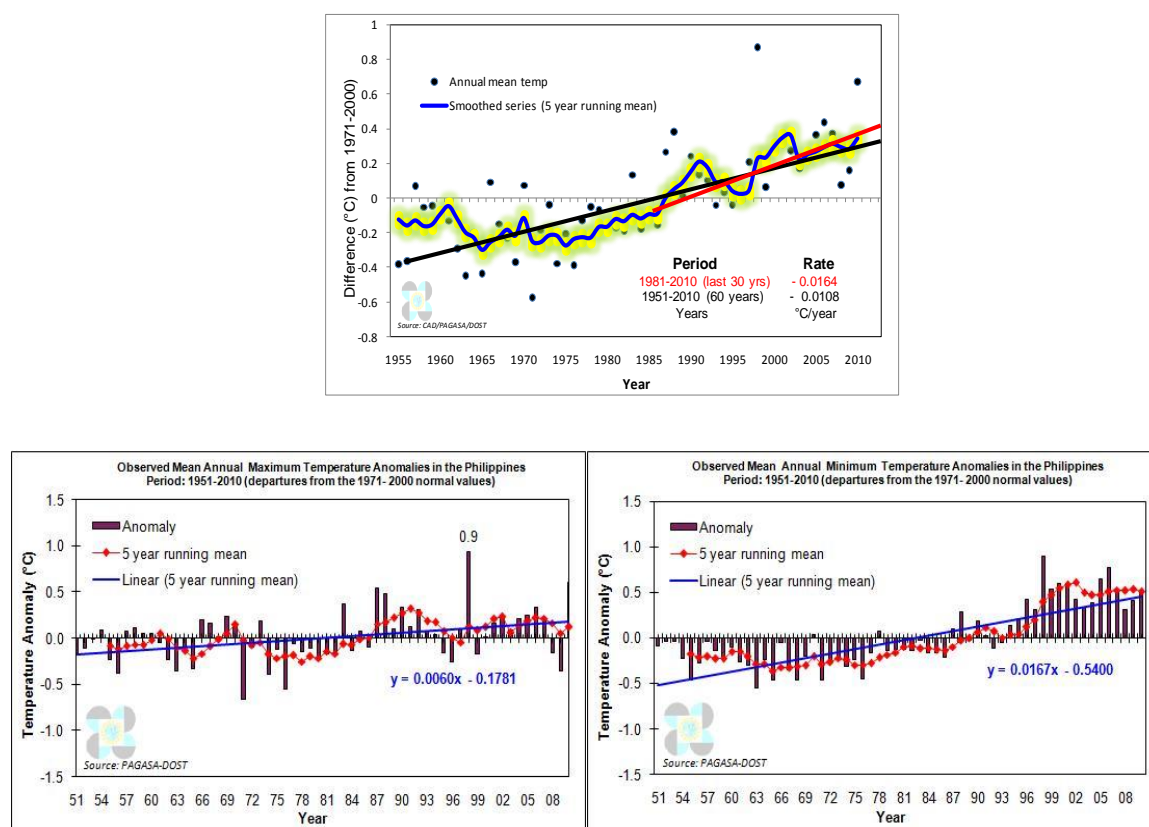 1
0.8
0.6
0.4
0.2
0
-0.2
-0.4
-0.6
-0.8
Difference (°C) from 1971-2000)
Annual mean temp
Smoothed series (5 year running mean)
Period Rate
1981-2010 (last 30 yrs) - 0.0164
1951-2010 (60 years) - 0.0108
Years °C/year
Source: CAD/PAGASA/DOST
1955 1960 1965 1970 1975 1980 1985 1990 1995 2000 2005 2010
Year
Observed Mean Annual Maximum Temperature Anomalies in the Philippines
Period: 1951-2010 (departures from the 1971- 2000 normal values)
1.5
1.0
0.5
0.0
-0.5
-1.0
-1.5
Temperature Anomaly (°C)
Anomaly
5 year running mean
Linear (5 year running mean)
0.9
y = 0.0060x - 0.1781
Source: PAGASA-DOST
51 54 57 60 63 66 69 72 75 78 81 84 87 90 93 96 99 02 05 08
Year
Observed Mean Annual Minimum Temperature Anomalies in the Philippines
Period: 1951-2010 (departures from the 1971- 2000 normal values)
1.5
1.0
0.5
0.0
-0.5
-1.0
-1.5
Temperature Anomaly (°C)
Anomaly
5 year running mean
Linear (5 year running mean)
y = 0.0167x - 0.5400
Source: PAGASA-DOST
51 54 57 60 63 66 69 72 75 78 81 84 87 90 93 96 99 02 05 08
Year